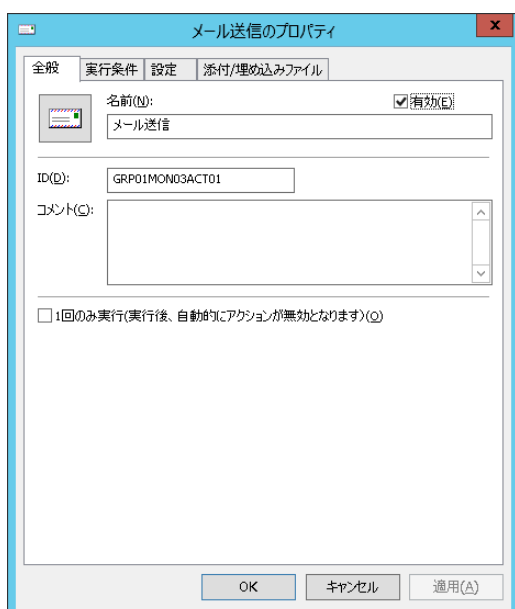 メール送信のプロパティ
x
全般 実行条件 設定 添付/埋め込みファイル
名前(N): 有効(E)
メール送信
ID(D): GRP01MON03ACT01
コメント(C):
1回のみ実行(実行後、自動的にアクションが無効となります)(O)
OK キャンセル 適用(A)